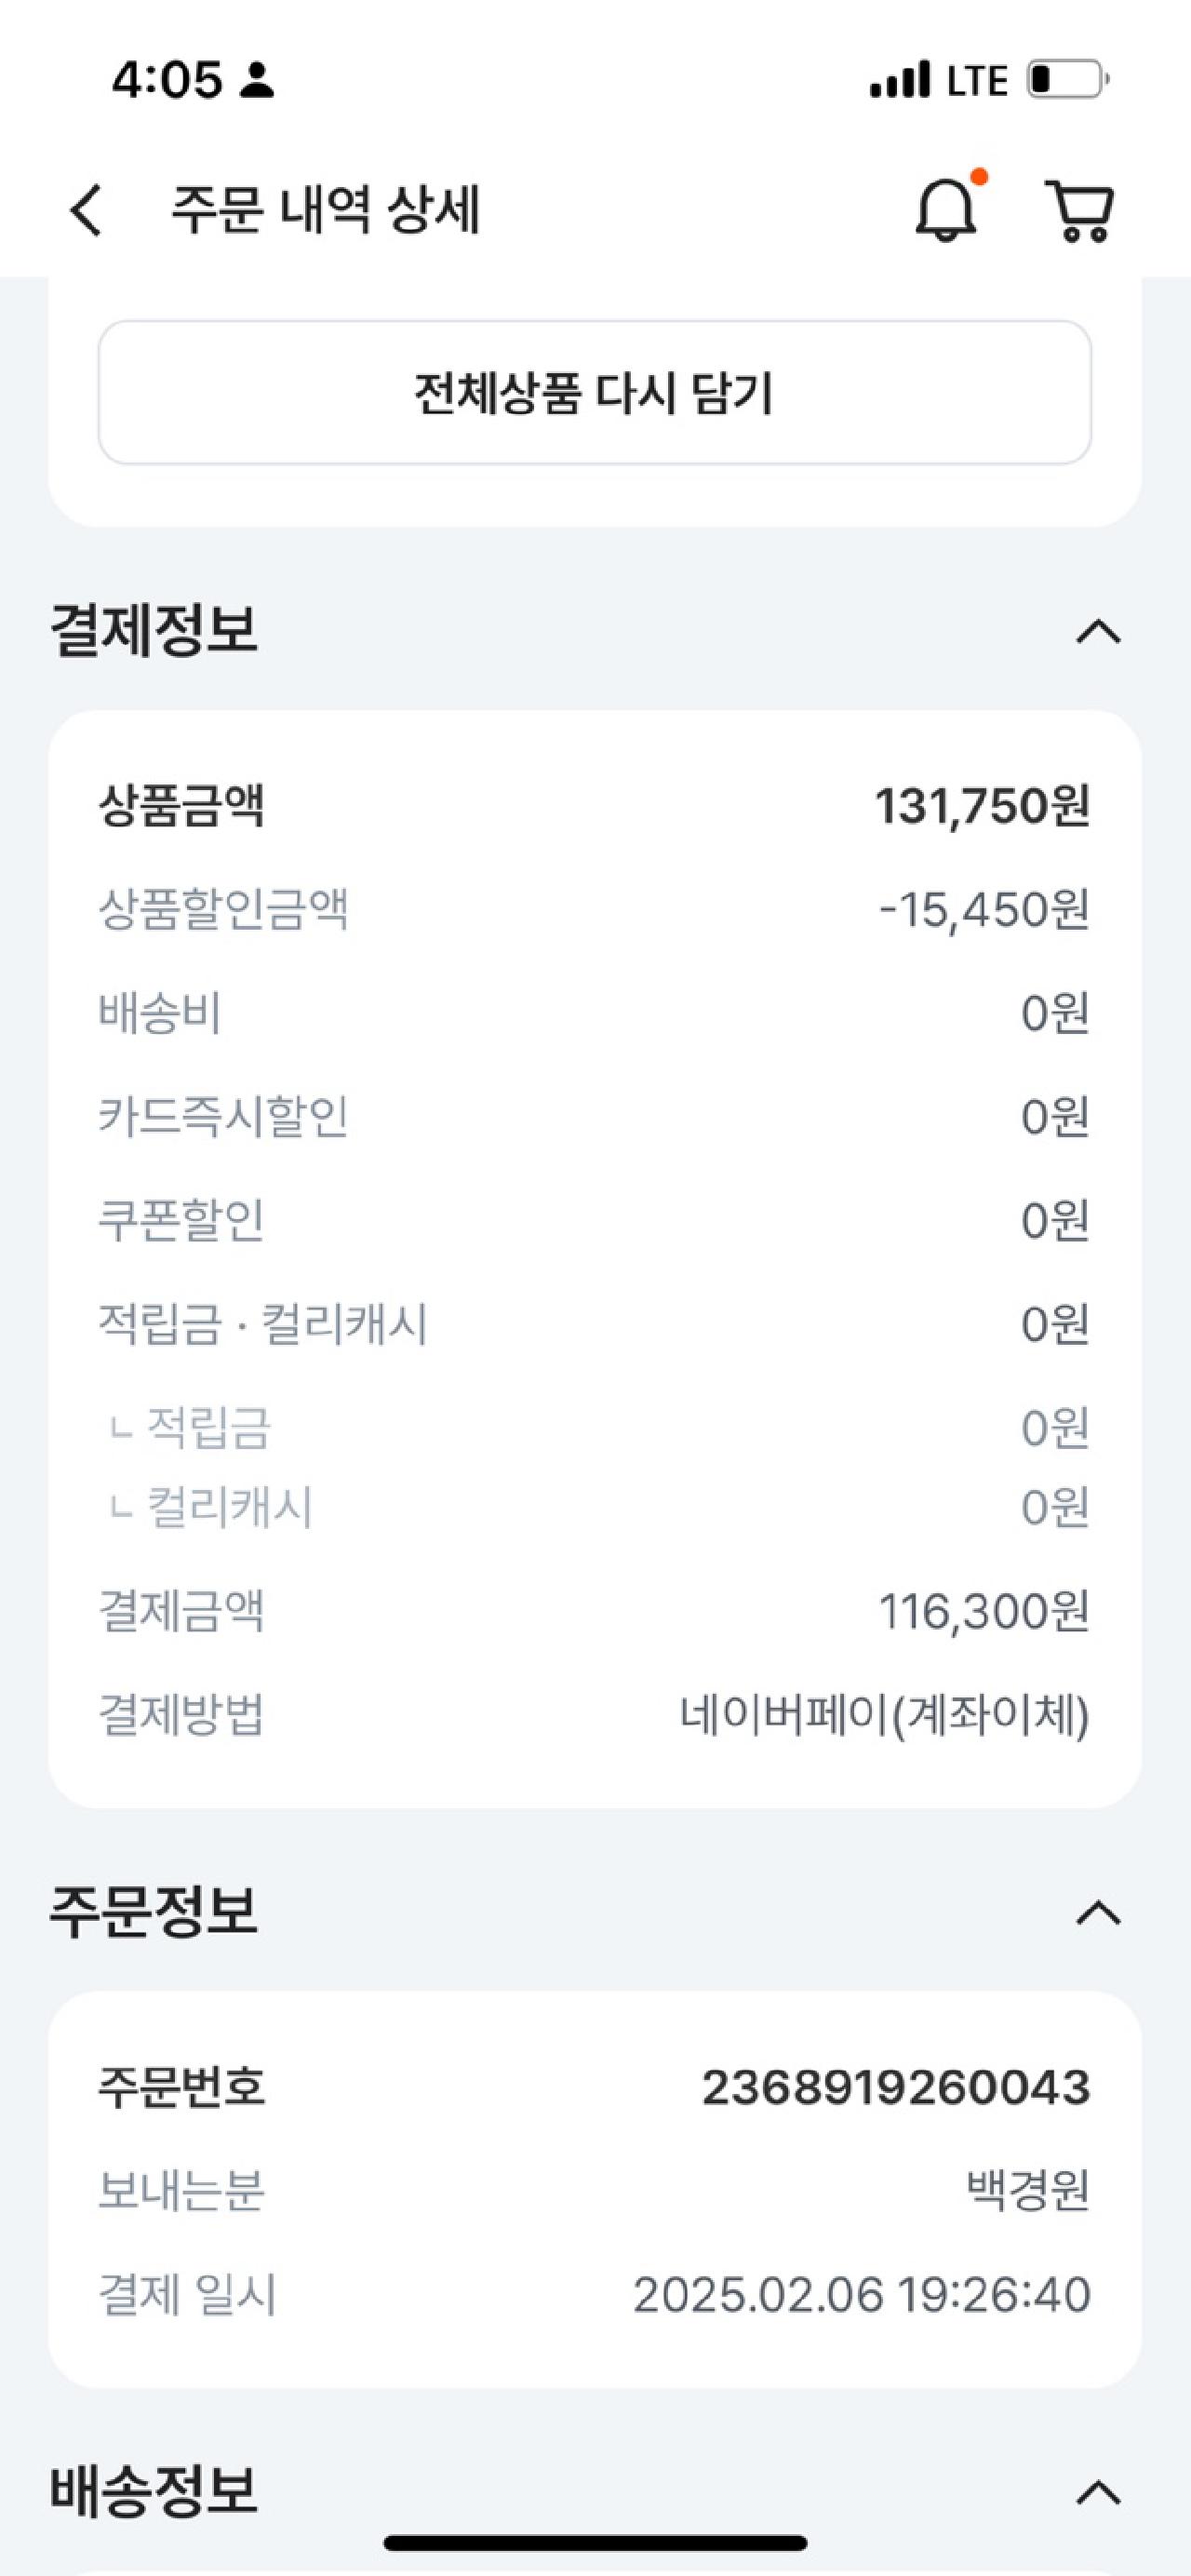 4:05 LTE
주문 내역 상세
전체상품 다시 담기
결제정보
상품금액 131,750원
상품할인금액 -15,450원
배송비 0원
카드즉시할인 0원
쿠폰할인 0원
적립금 · 컬리캐시 0원
ㄴ 적립금 0원
ㄴ 컬리캐시 0원
결제금액 116,300원
결제방법 네이버페이(계좌이체)
주문정보
주문번호 2368919260043
보내는분 백경원
결제 일시 2025.02.06 19:26:40
배송정보